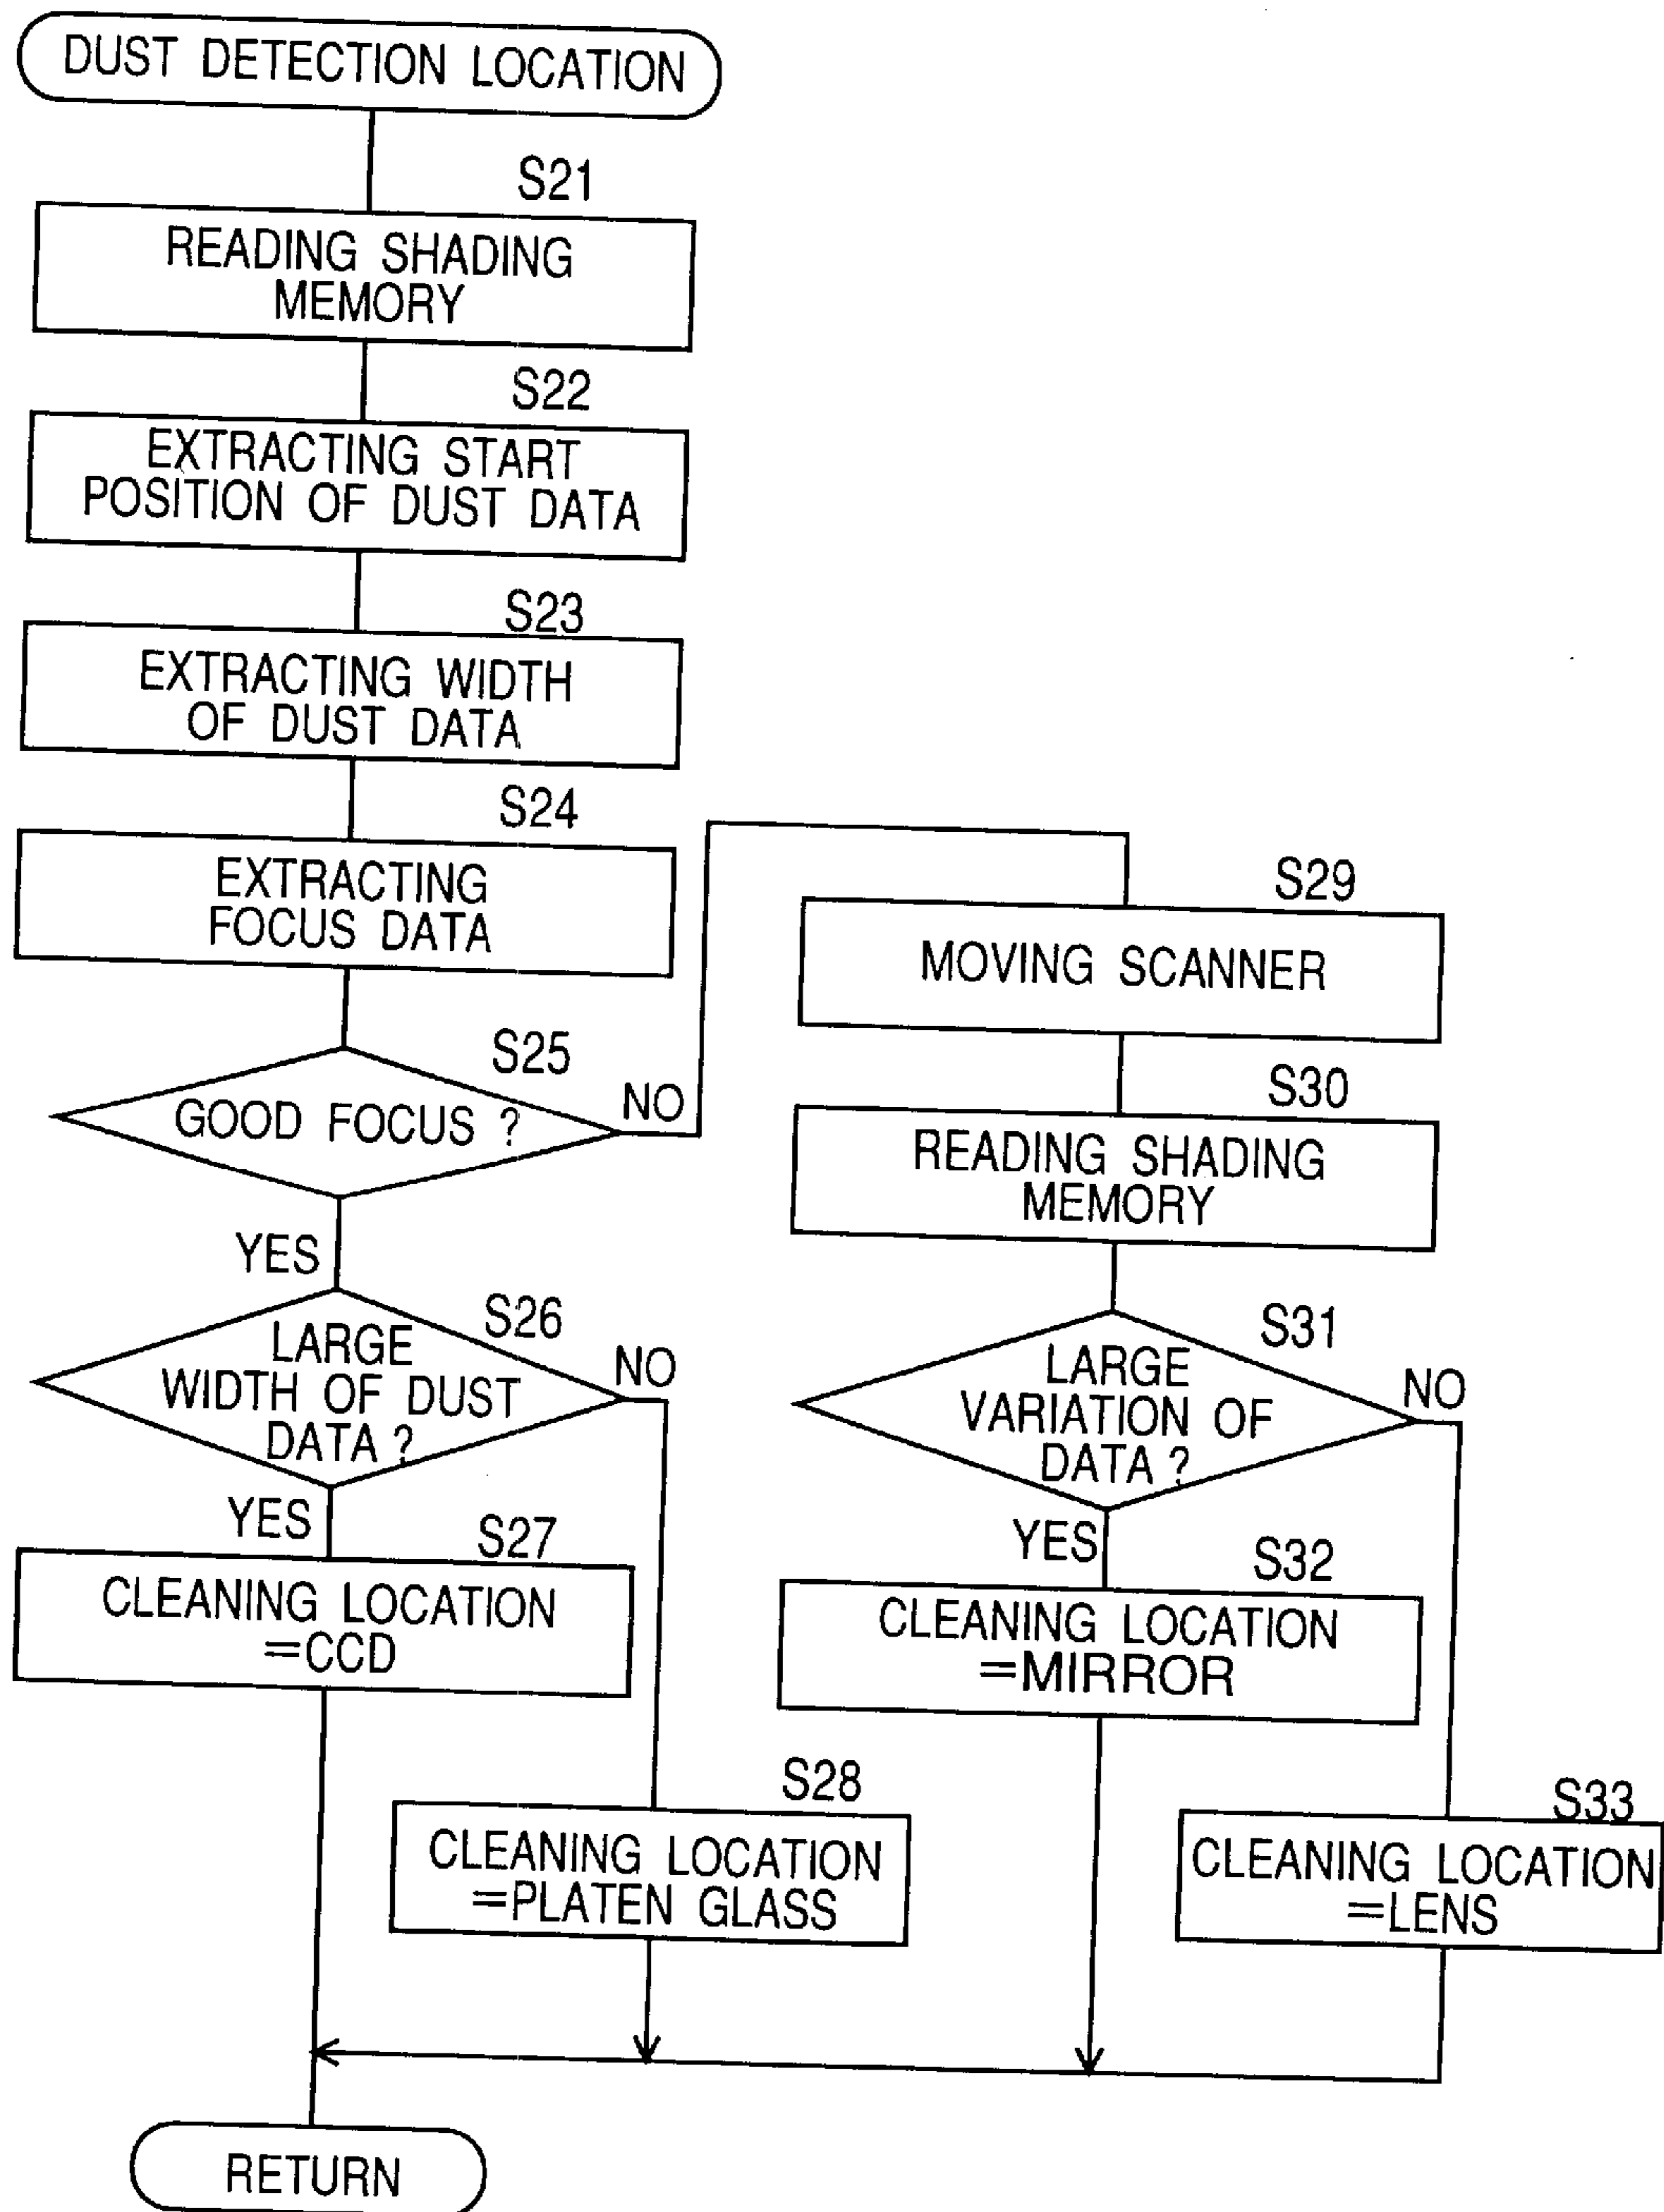 DUST DETECTION LOCATION
S21
READING SHADING
MEMORY
S22
EXTRACTING START
POSITION OF DUST DATA
S23
EXTRACTING WIDTH
OF DUST DATA
S24
EXTRACTING
FOCUS DATA
S25
GOOD FOCUS ?
NO
YES
S26
LARGE
WIDTH OF DUST
DATA ?
NO
YES
S27
CLEANING LOCATION
=CCD
S28
CLEANING LOCATION
=PLATEN GLASS
S29
MOVING SCANNER
S30
READING SHADING
MEMORY
S31
LARGE
VARIATION OF
DATA ?
NO
YES
S32
CLEANING LOCATION
=MIRROR
S33
CLEANING LOCATION
=LENS
RETURN